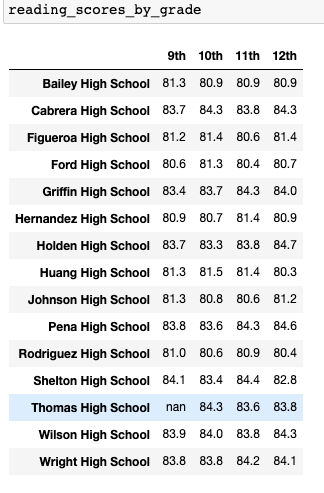 reading_scores_by_grade
9th 10th 11th 12th
Bailey High School 81.3 80.9 80.9 80.9
Cabrera High School 83.7 84.3 83.8 84.3
Figueroa High School 81.2 81.4 80.6 81.4
Ford High School 80.6 81.3 80.4 80.7
Griffin High School 83.4 83.7 84.3 84.0
Hernandez High School 80.9 80.7 81.4 80.9
Holden High School 83.7 83.3 83.8 84.7
Huang High School 81.3 81.5 81.4 80.3
Johnson High School 81.3 80.8 80.6 81.2
Pena High School 83.8 83.6 84.3 84.6
Rodriguez High School 81.0 80.6 80.9 80.4
Shelton High School 84.1 83.4 84.4 82.8
Thomas High School nan 84.3 83.6 83.8
Wilson High School 83.9 84.0 83.8 84.3
Wright High School 83.8 83.8 84.2 84.1